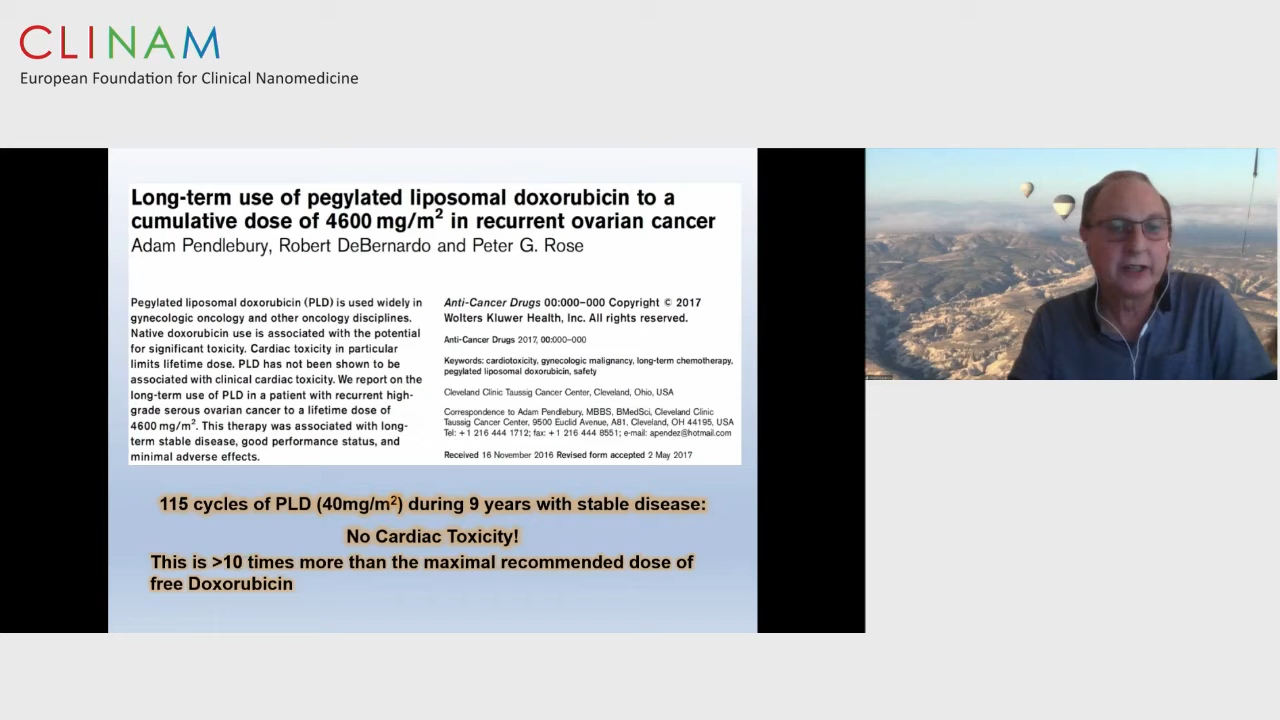 CLINAM
European Foundation for Clinical Nanomedicine
Long-term use of pegylated liposomal doxorubicin to a
cumulative dose of 4600 mg/m² in recurrent ovarian cancer
Adam Pendlebury, Robert DeBernardo and Peter G. Rose
Pegylated liposomal doxorubicin (PLD) is used widely in
gynecologic oncology and other oncology disciplines.
Native doxorubicin use is associated with the potential
for significant toxicity. Cardiac toxicity in particular
limits lifetime dose. PLD has not been shown to be
associated with clinical cardiac toxicity. We report on the
long-term use of PLD in a patient with recurrent high-
grade serous ovarian cancer to a lifetime dose of
4600 mg/m². This therapy was associated with long-
term stable disease, good performance status, and
minimal adverse effects.
Anti-Cancer Drugs 00:000–000 Copyright © 2017
Wolters Kluwer Health, Inc. All rights reserved.
Anti-Cancer Drugs 2017, 00:000–000
Keywords: cardiotoxicity, gynecologic malignancy, long-term chemotherapy,
pegylated liposomal doxorubicin, safety
Cleveland Clinic Taussig Cancer Center, Cleveland, Ohio, USA
Correspondence to Adam Pendlebury, MBBS, BMedSci, Cleveland Clinic
Taussig Cancer Center, 9500 Euclid Avenue, A81, Cleveland, OH 44195, USA
Tel: +1 216 444 1712; fax: +1 216 444 8551; e-mail: apendez@hotmail.com
Received 16 November 2016 Revised form accepted 2 May 2017
115 cycles of PLD (40mg/m²) during 9 years with stable disease:
No Cardiac Toxicity!
This is >10 times more than the maximal recommended dose of
free Doxorubicin